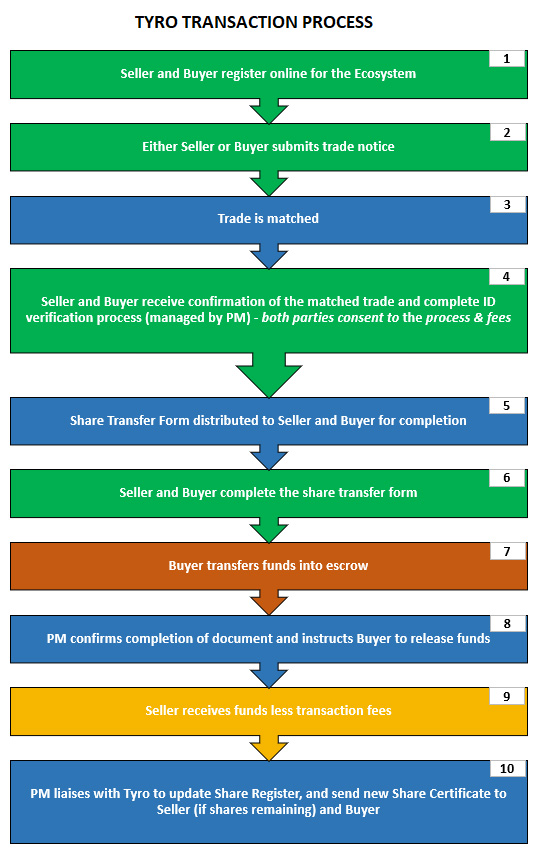 TYRO TRANSACTION PROCESS
1
Seller and Buyer register online for the Ecosystem
2
Either Seller or Buyer submits trade notice
3
Trade is matched
4
Seller and Buyer receive confirmation of the matched trade and complete ID
verification process (managed by PM) - both parties consent to the process & fees
5
Share Transfer Form distributed to Seller and Buyer for completion
6
Seller and Buyer complete the share transfer form
7
Buyer transfers funds into escrow
8
PM confirms completion of document and instructs Buyer to release funds
9
Seller receives funds less transaction fees
10
PM liaises with Tyro to update Share Register, and send new Share Certificate to
Seller (if shares remaining) and Buyer